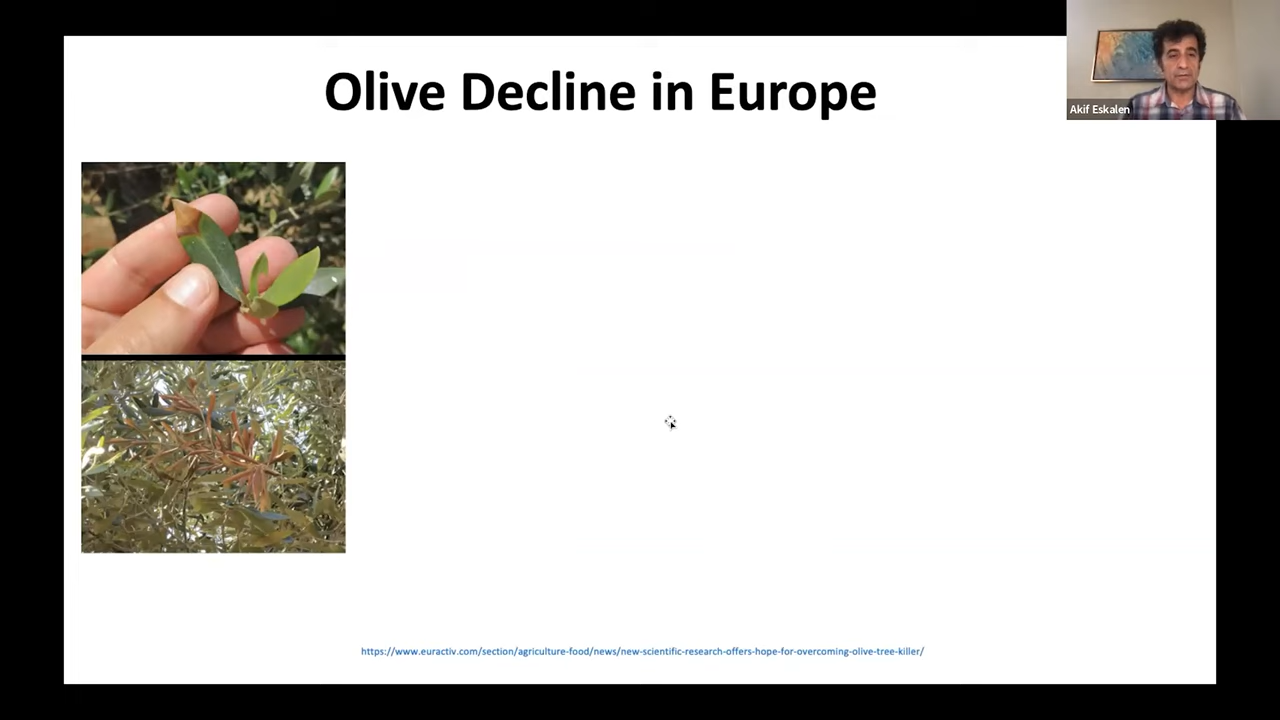 Olive Decline in Europe
Akif Eskalen
https://www.euractiv.com/section/agriculture-food/news/new-scientific-research-offers-hope-for-overcoming-olive-tree-killer/